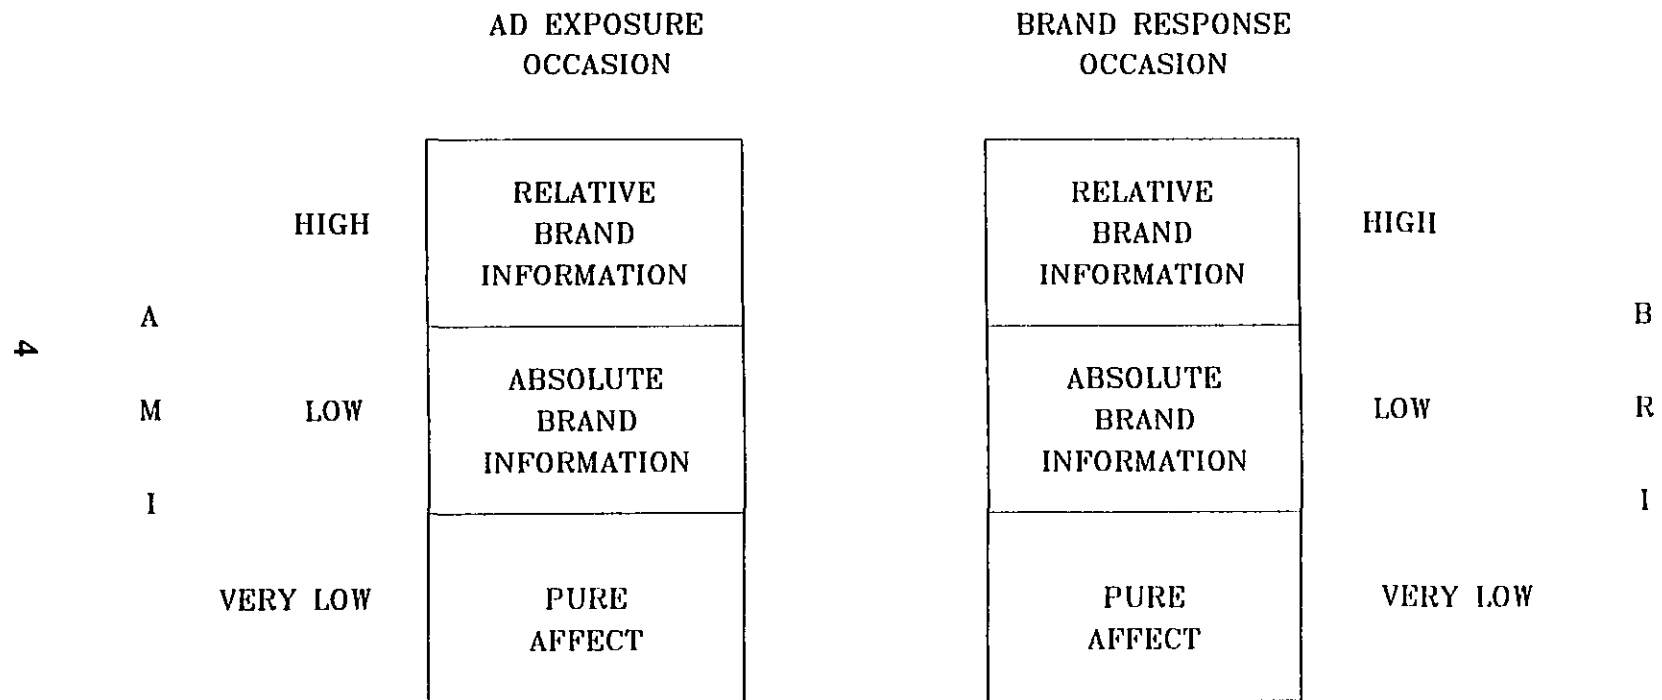 AD EXPOSURE
OCCASION
BRAND RESPONSE
OCCASION
HIGH
RELATIVE
BRAND
INFORMATION
RELATIVE
BRAND
INFORMATION
HIGH
A
M
I
LOW
ABSOLUTE
BRAND
INFORMATION
ABSOLUTE
BRAND
INFORMATION
LOW
B
R
I
VERY LOW
PURE
AFFECT
PURE
AFFECT
VERY LOW
4